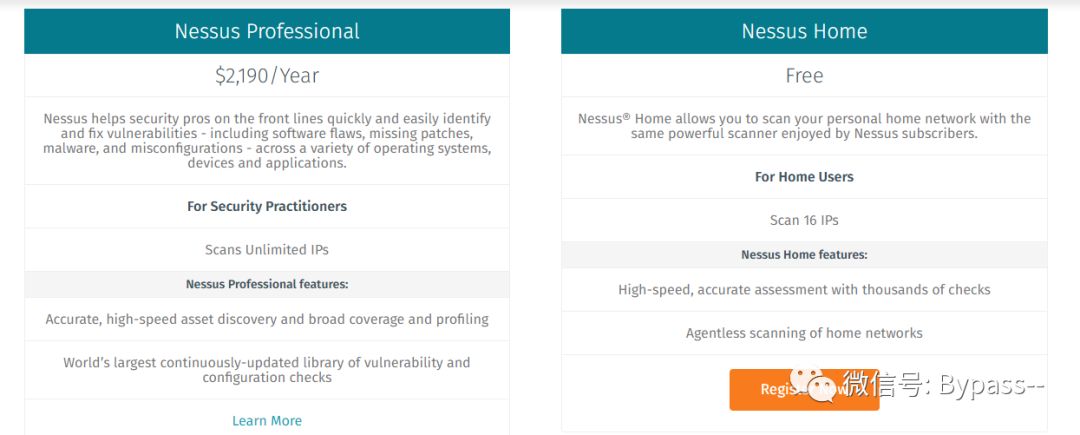 Nessus Professional
$2,190/Year
Nessus helps security pros on the front lines quickly and easily identify
and fix vulnerabilities - including software flaws, missing patches,
malware, and misconfigurations - across a variety of operating systems,
devices and applications.
For Security Practitioners
Scans Unlimited IPs
Nessus Professional features:
Accurate, high-speed asset discovery and broad coverage and profiling
World's largest continuously-updated library of vulnerability and
configuration checks
Learn More
Nessus Home
Free
Nessus® Home allows you to scan your personal home network with the
same powerful scanner enjoyed by Nessus subscribers.
For Home Users
Scan 16 IPs
Nessus Home features:
High-speed, accurate assessment with thousands of checks
Agentless scanning of home networks
Register Now
微信号: Bypass--